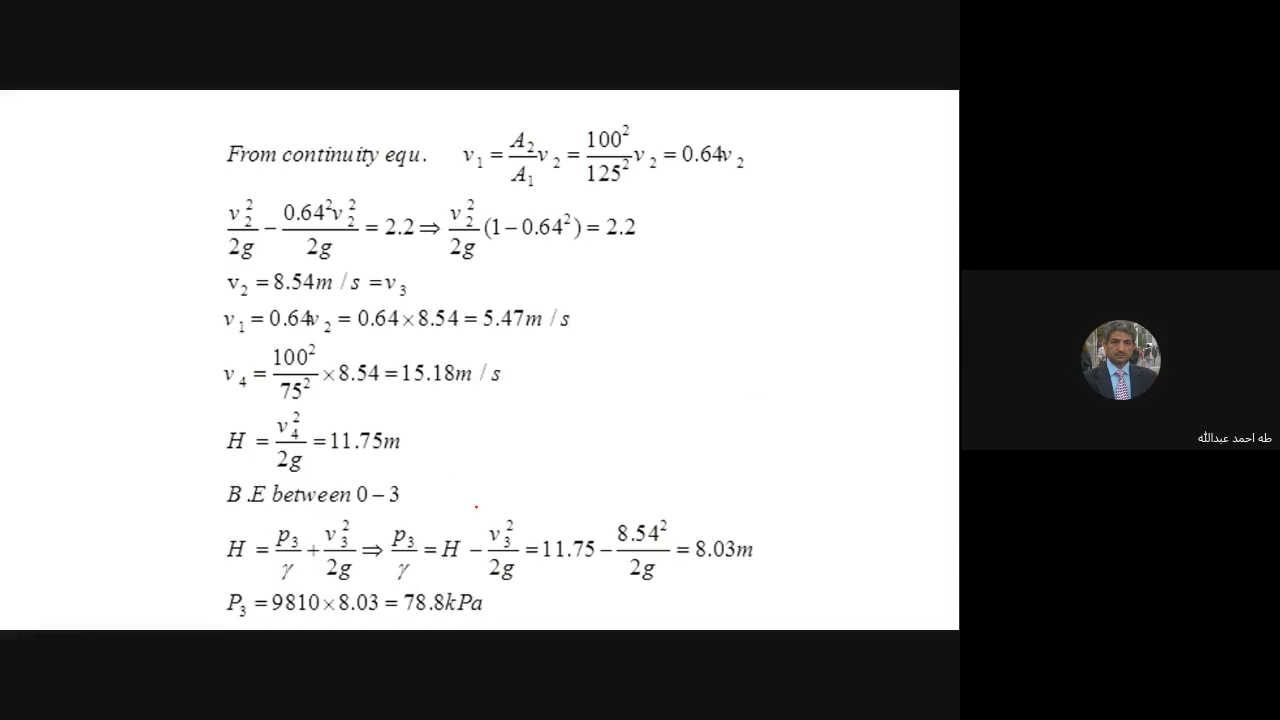 From continuity equ. v₁ = A₂/A₁ v₂ = 100²/125² v₂ = 0.64v₂
v₂²/2g − 0.64²v₂²/2g = 2.2 ⇒ v₂²/2g (1 − 0.64²) = 2.2
v₂ = 8.54m / s = v₃
v₁ = 0.64v₂ = 0.64 × 8.54 = 5.47m / s
v₄ = 100²/75² × 8.54 = 15.18m / s
H = v₄²/2g = 11.75m
B.E between 0 − 3
H = p₃/γ + v₃²/2g ⇒ p₃/γ = H − v₃²/2g = 11.75 − 8.54²/2g = 8.03m
P₃ = 9810 × 8.03 = 78.8kPa
طه احمد عبدالله